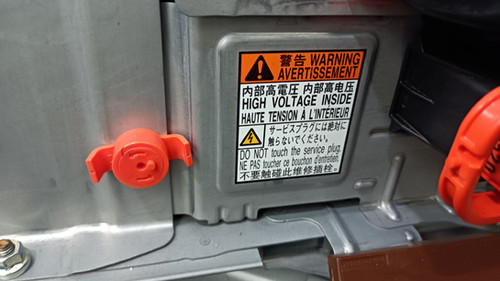 警告 WARNING
AVERTISSEMENT
内部高電圧 内部高电压
HIGH VOLTAGE INSIDE
HAUTE TENSION À L'INTÉRIEUR
サービスプラグには絶対に
触らないでください。
DO NOT touch the service plug.
NE PAS toucher ce bouchon d'entretien.
不要触碰此维修插栓。